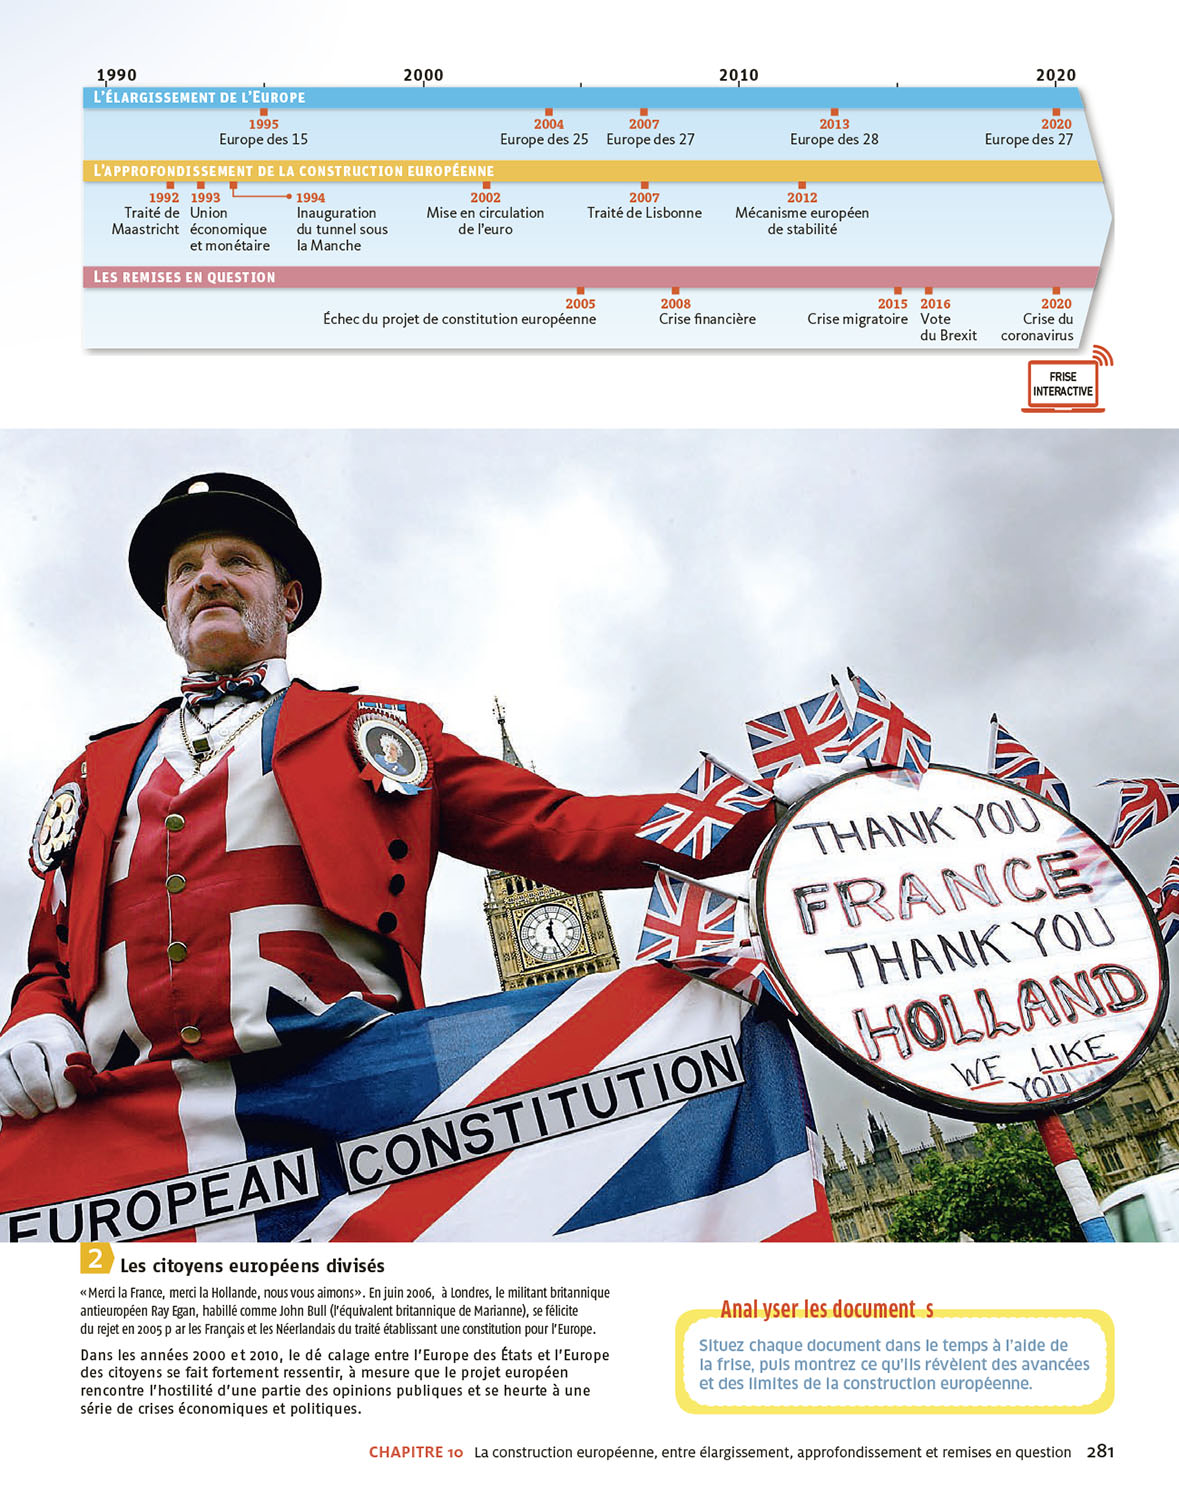 1990 2000 2010 2020
L'ÉLARGISSEMENT DE L'EUROPE
1995 2004 2007 2013 2020
Europe des 15 Europe des 25 Europe des 27 Europe des 28 Europe des 27
L'APPROFONDISSEMENT DE LA CONSTRUCTION EUROPÉENNE
1992 1993 1994 2002 2007 2012
Traité de Union Inauguration Mise en circulation Traité de Lisbonne Mécanisme européen
Maastricht économique du tunnel sous de l'euro de stabilité
et monétaire la Manche
LES REMISES EN QUESTION
2005 2008 2015 2016 2020
Échec du projet de constitution européenne Crise financière Crise migratoire Vote Crise du
du Brexit coronavirus
FRISE
INTERACTIVE
THANK YOU
FRANCE
THANK YOU
HOLLAND
WE LIKE
YOU
EUROPEAN CONSTITUTION
2 Les citoyens européens divisés
« Merci la France, merci la Hollande, nous vous aimons ». En juin 2006, à Londres, le militant britannique
antieuropéen Ray Egan, habillé comme John Bull (l'équivalent britannique de Marianne), se félicite
du rejet en 2005 p ar les Français et les Néerlandais du traité établissant une constitution pour l'Europe.
Dans les années 2000 et 2010, le dé calage entre l'Europe des États et l'Europe
des citoyens se fait fortement ressentir, à mesure que le projet européen
rencontre l'hostilité d'une partie des opinions publiques et se heurte à une
série de crises économiques et politiques.
Anal yser les document s
Situez chaque document dans le temps à l'aide de
la frise, puis montrez ce qu'ils révèlent des avancées
et des limites de la construction européenne.
CHAPITRE 10 La construction européenne, entre élargissement, approfondissement et remises en question 281